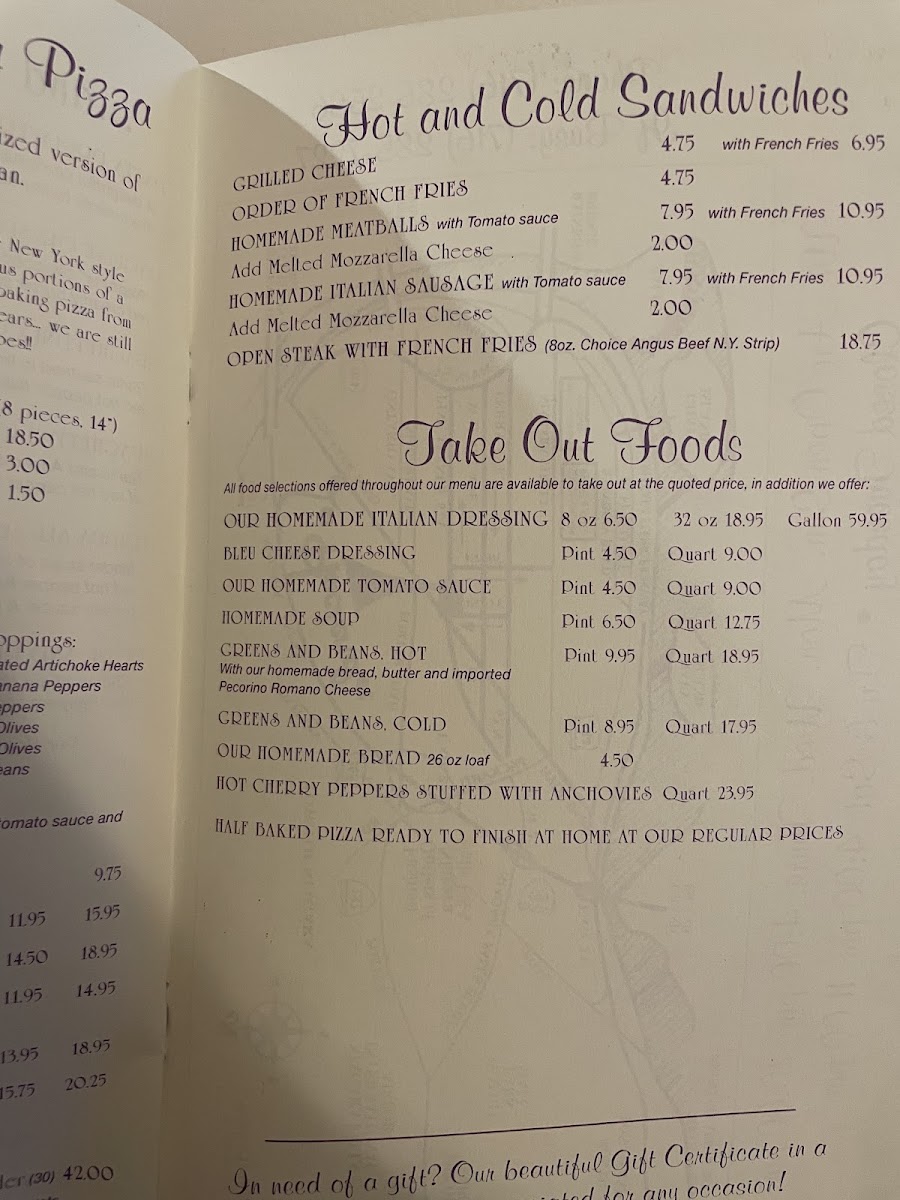 Pizza
version of
New York style
portions of a
baking pizza from
we are still
8 pieces, 14")
18.50
3.00
1.50
Artichoke Hearts
Peppers
Olives
Olives
tomato sauce and
9.75
11.95 15.95
14.50 18.95
11.95 14.95
13.95 18.95
15.75 20.25
(30) 42.00
Hot and Cold Sandwiches
GRILLED CHEESE 4.75 with French Fries 6.95
ORDER OF FRENCH FRIES 4.75
HOMEMADE MEATBALLS with Tomato sauce 7.95 with French Fries 10.95
Add Melted Mozzarella Cheese 2.00
HOMEMADE ITALIAN SAUSAGE with Tomato sauce 7.95 with French Fries 10.95
Add Melted Mozzarella Cheese 2.00
OPEN STEAK WITH FRENCH FRIES (8oz. Choice Angus Beef N.Y. Strip) 18.75
Take Out Foods
All food selections offered throughout our menu are available to take out at the quoted price, in addition we offer:
OUR HOMEMADE ITALIAN DRESSING 8 oz 6.50 32 oz 18.95 Gallon 59.95
BLEU CHEESE DRESSING Pint 4.50 Quart 9.00
OUR HOMEMADE TOMATO SAUCE Pint 4.50 Quart 9.00
HOMEMADE SOUP Pint 6.50 Quart 12.75
GREENS AND BEANS, HOT Pint 9.95 Quart 18.95
With our homemade bread, butter and imported
Pecorino Romano Cheese
GREENS AND BEANS, COLD Pint 8.95 Quart 17.95
OUR HOMEMADE BREAD 26 oz loaf 4.50
HOT CHERRY PEPPERS STUFFED WITH ANCHOVIES Quart 23.95
HALF BAKED PIZZA READY TO FINISH AT HOME AT OUR REGULAR PRICES
In need of a gift? Our beautiful Gift Certificate in a
for any occasion!